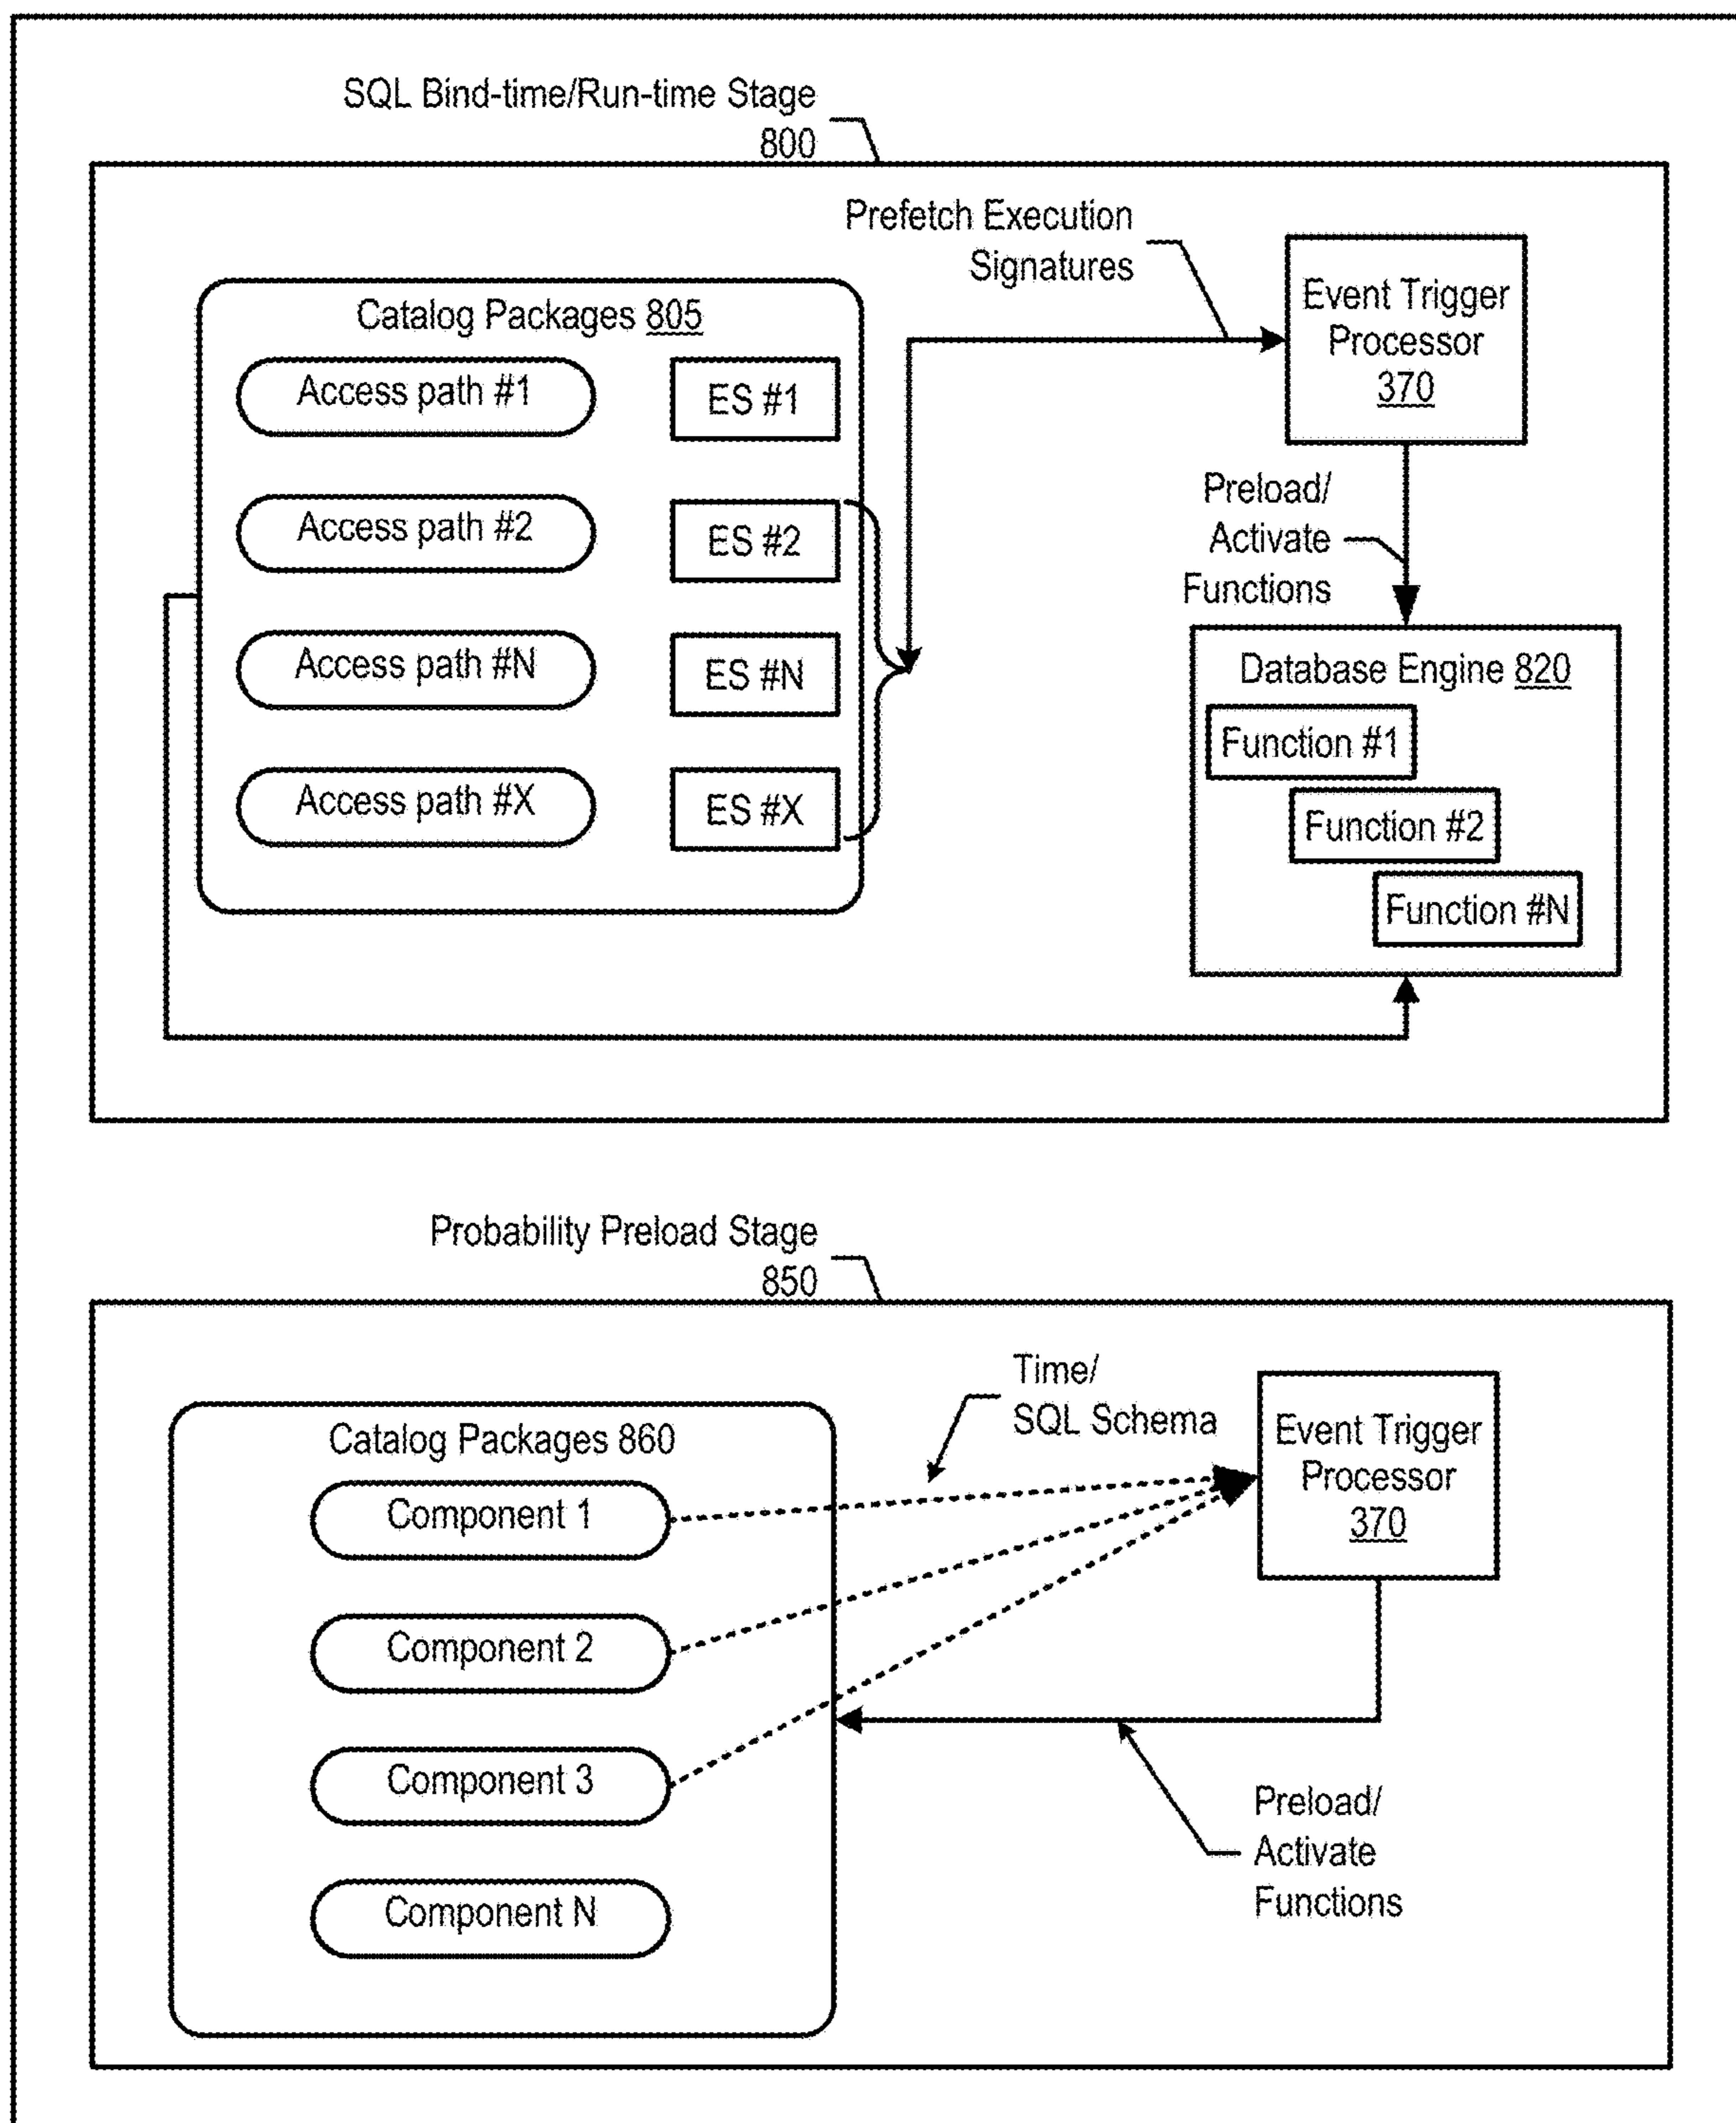 SQL Bind-time/Run-time Stage
800
Prefetch Execution
Signatures
Event Trigger
Processor
370
Catalog Packages 805
Access path #1
ES #1
Access path #2
ES #2
Access path #N
ES #N
Access path #X
ES #X
Preload/
Activate
Functions
Database Engine 820
Function #1
Function #2
Function #N
Probability Preload Stage
850
Time/
SQL Schema
Event Trigger
Processor
370
Catalog Packages 860
Component 1
Component 2
Component 3
Component N
Preload/
Activate
Functions